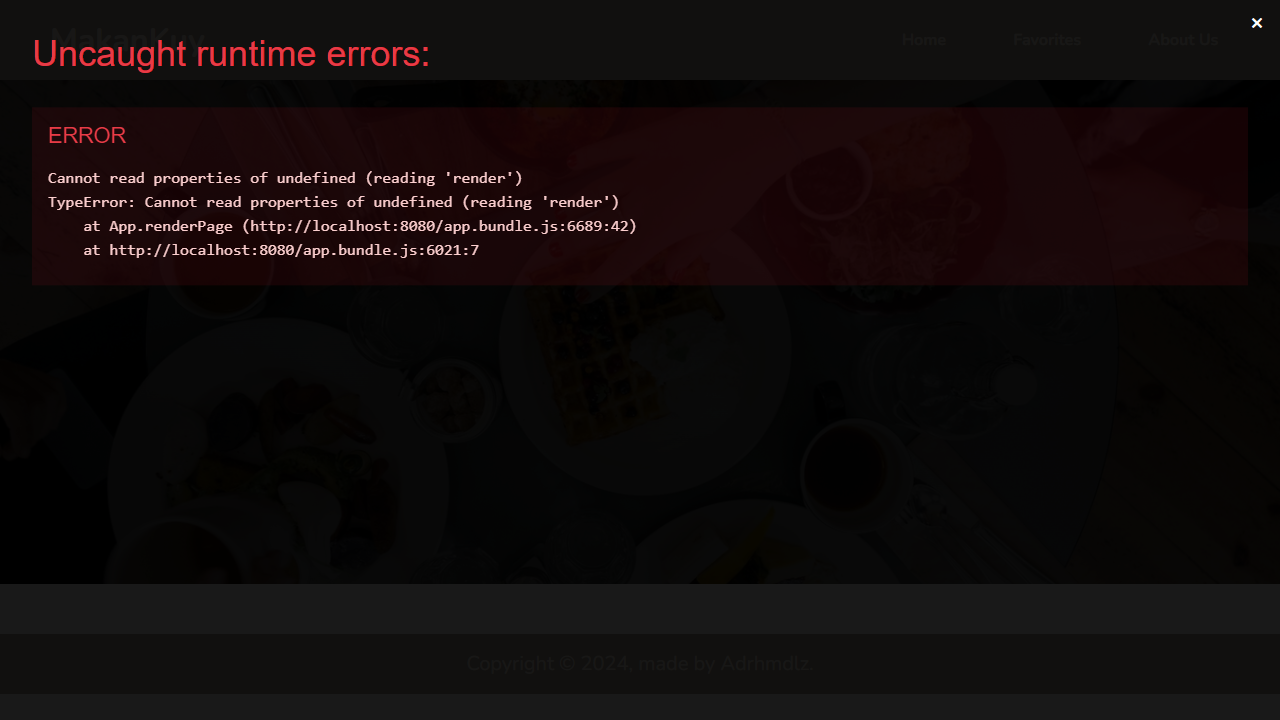 MakanKuy
Home Favorites About Us
×
Uncaught runtime errors:
ERROR
Cannot read properties of undefined (reading 'render')
TypeError: Cannot read properties of undefined (reading 'render')
at App.renderPage (http://localhost:8080/app.bundle.js:6689:42)
at http://localhost:8080/app.bundle.js:6021:7
Copyright © 2024, made by Adrhmdlz.